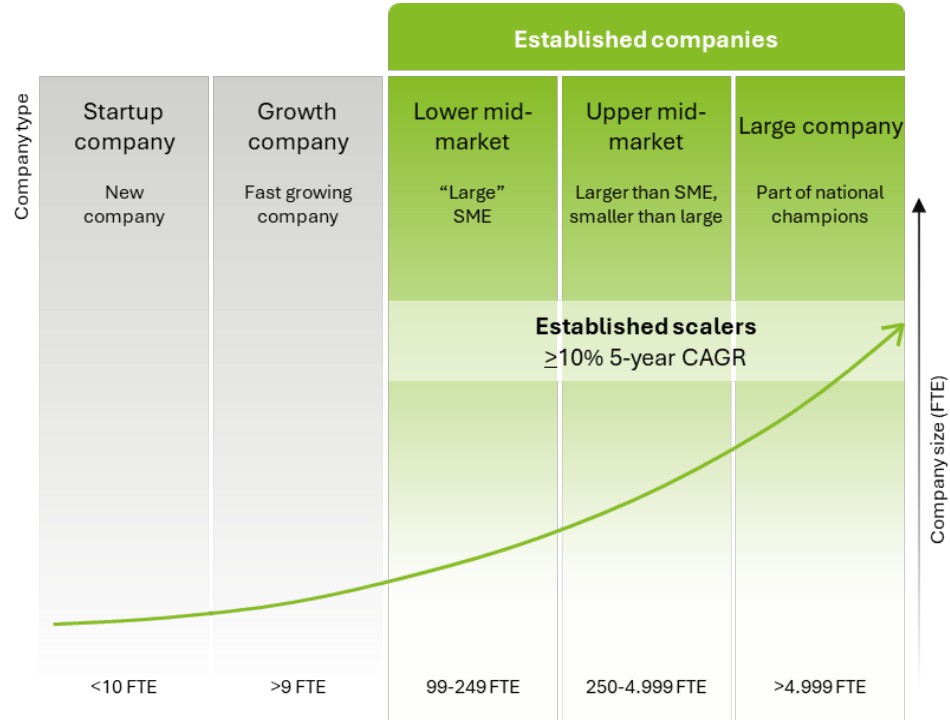 Established companies
Company type
Startup
company
New
company
Growth
company
Fast growing
company
Lower mid-
market
“Large”
SME
Upper mid-
market
Larger than SME,
smaller than large
Large company
Part of national
champions
Established scalers
≥10% 5-year CAGR
Company size (FTE)
<10 FTE
>9 FTE
99-249 FTE
250-4.999 FTE
>4.999 FTE